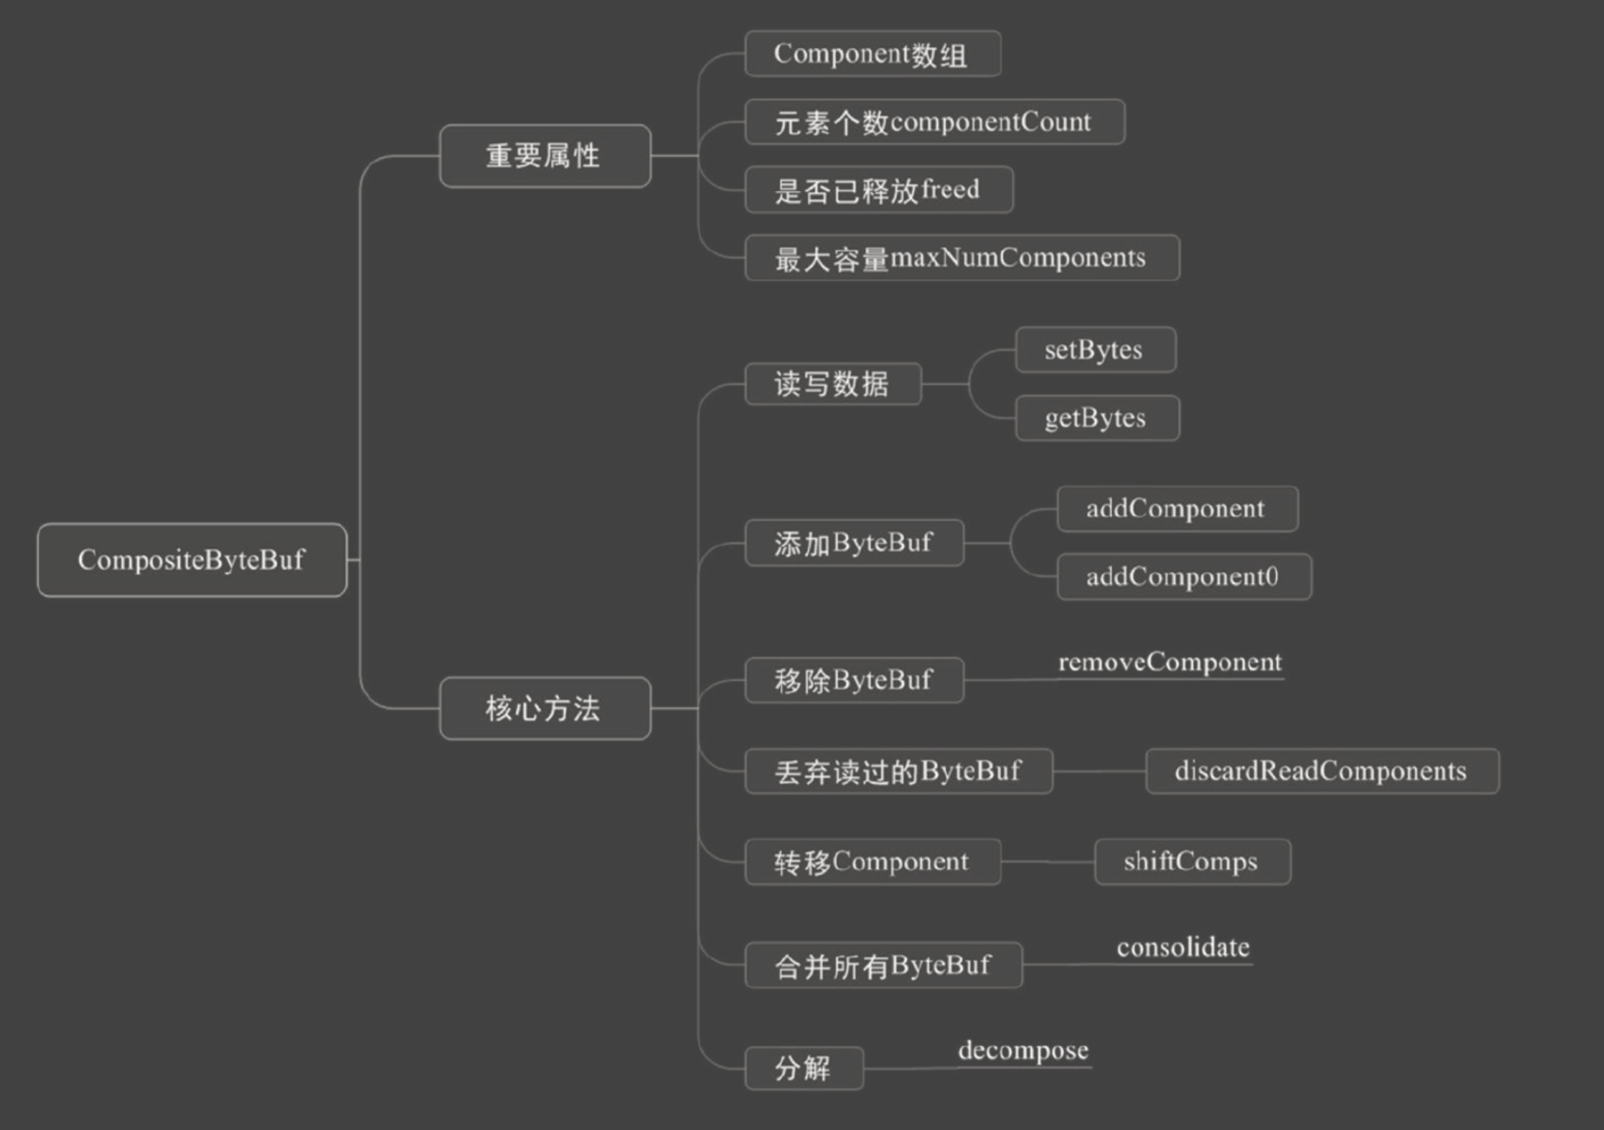 Component数组
元素个数componentCount
重要属性
是否已释放freed
最大容量maxNumComponents
setBytes
读写数据
getBytes
addComponent
添加ByteBuf
addComponent0
CompositeByteBuf
removeComponent
移除ByteBuf
核心方法
丢弃读过的ByteBuf
discardReadComponents
转移Component
shiftComps
consolidate
合并所有ByteBuf
decompose
分解